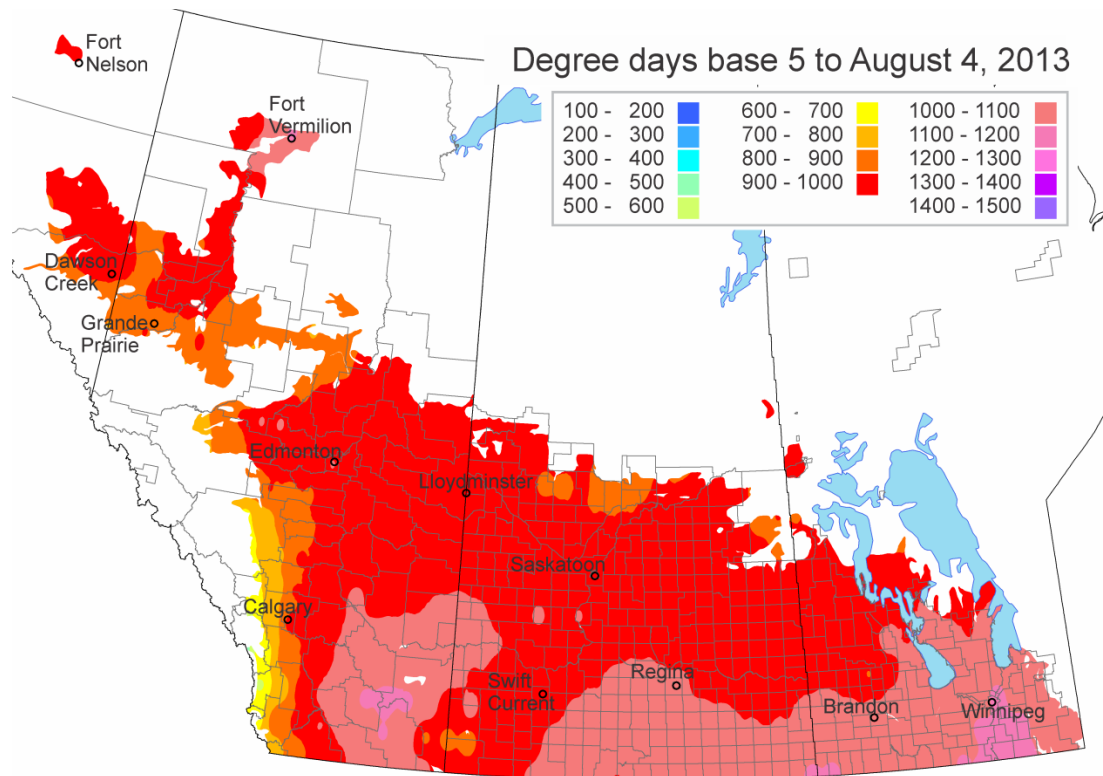 Degree days base 5 to August 4, 2013
100 - 200
200 - 300
300 - 400
400 - 500
500 - 600
600 - 700
700 - 800
800 - 900
900 - 1000
1000 - 1100
1100 - 1200
1200 - 1300
1300 - 1400
1400 - 1500
Fort
Nelson
Fort
Vermilion
Dawson
Creek
Grande
Prairie
Edmonton
Lloydminster
Saskatoon
Calgary
Swift
Current
Regina
Brandon
Winnipeg